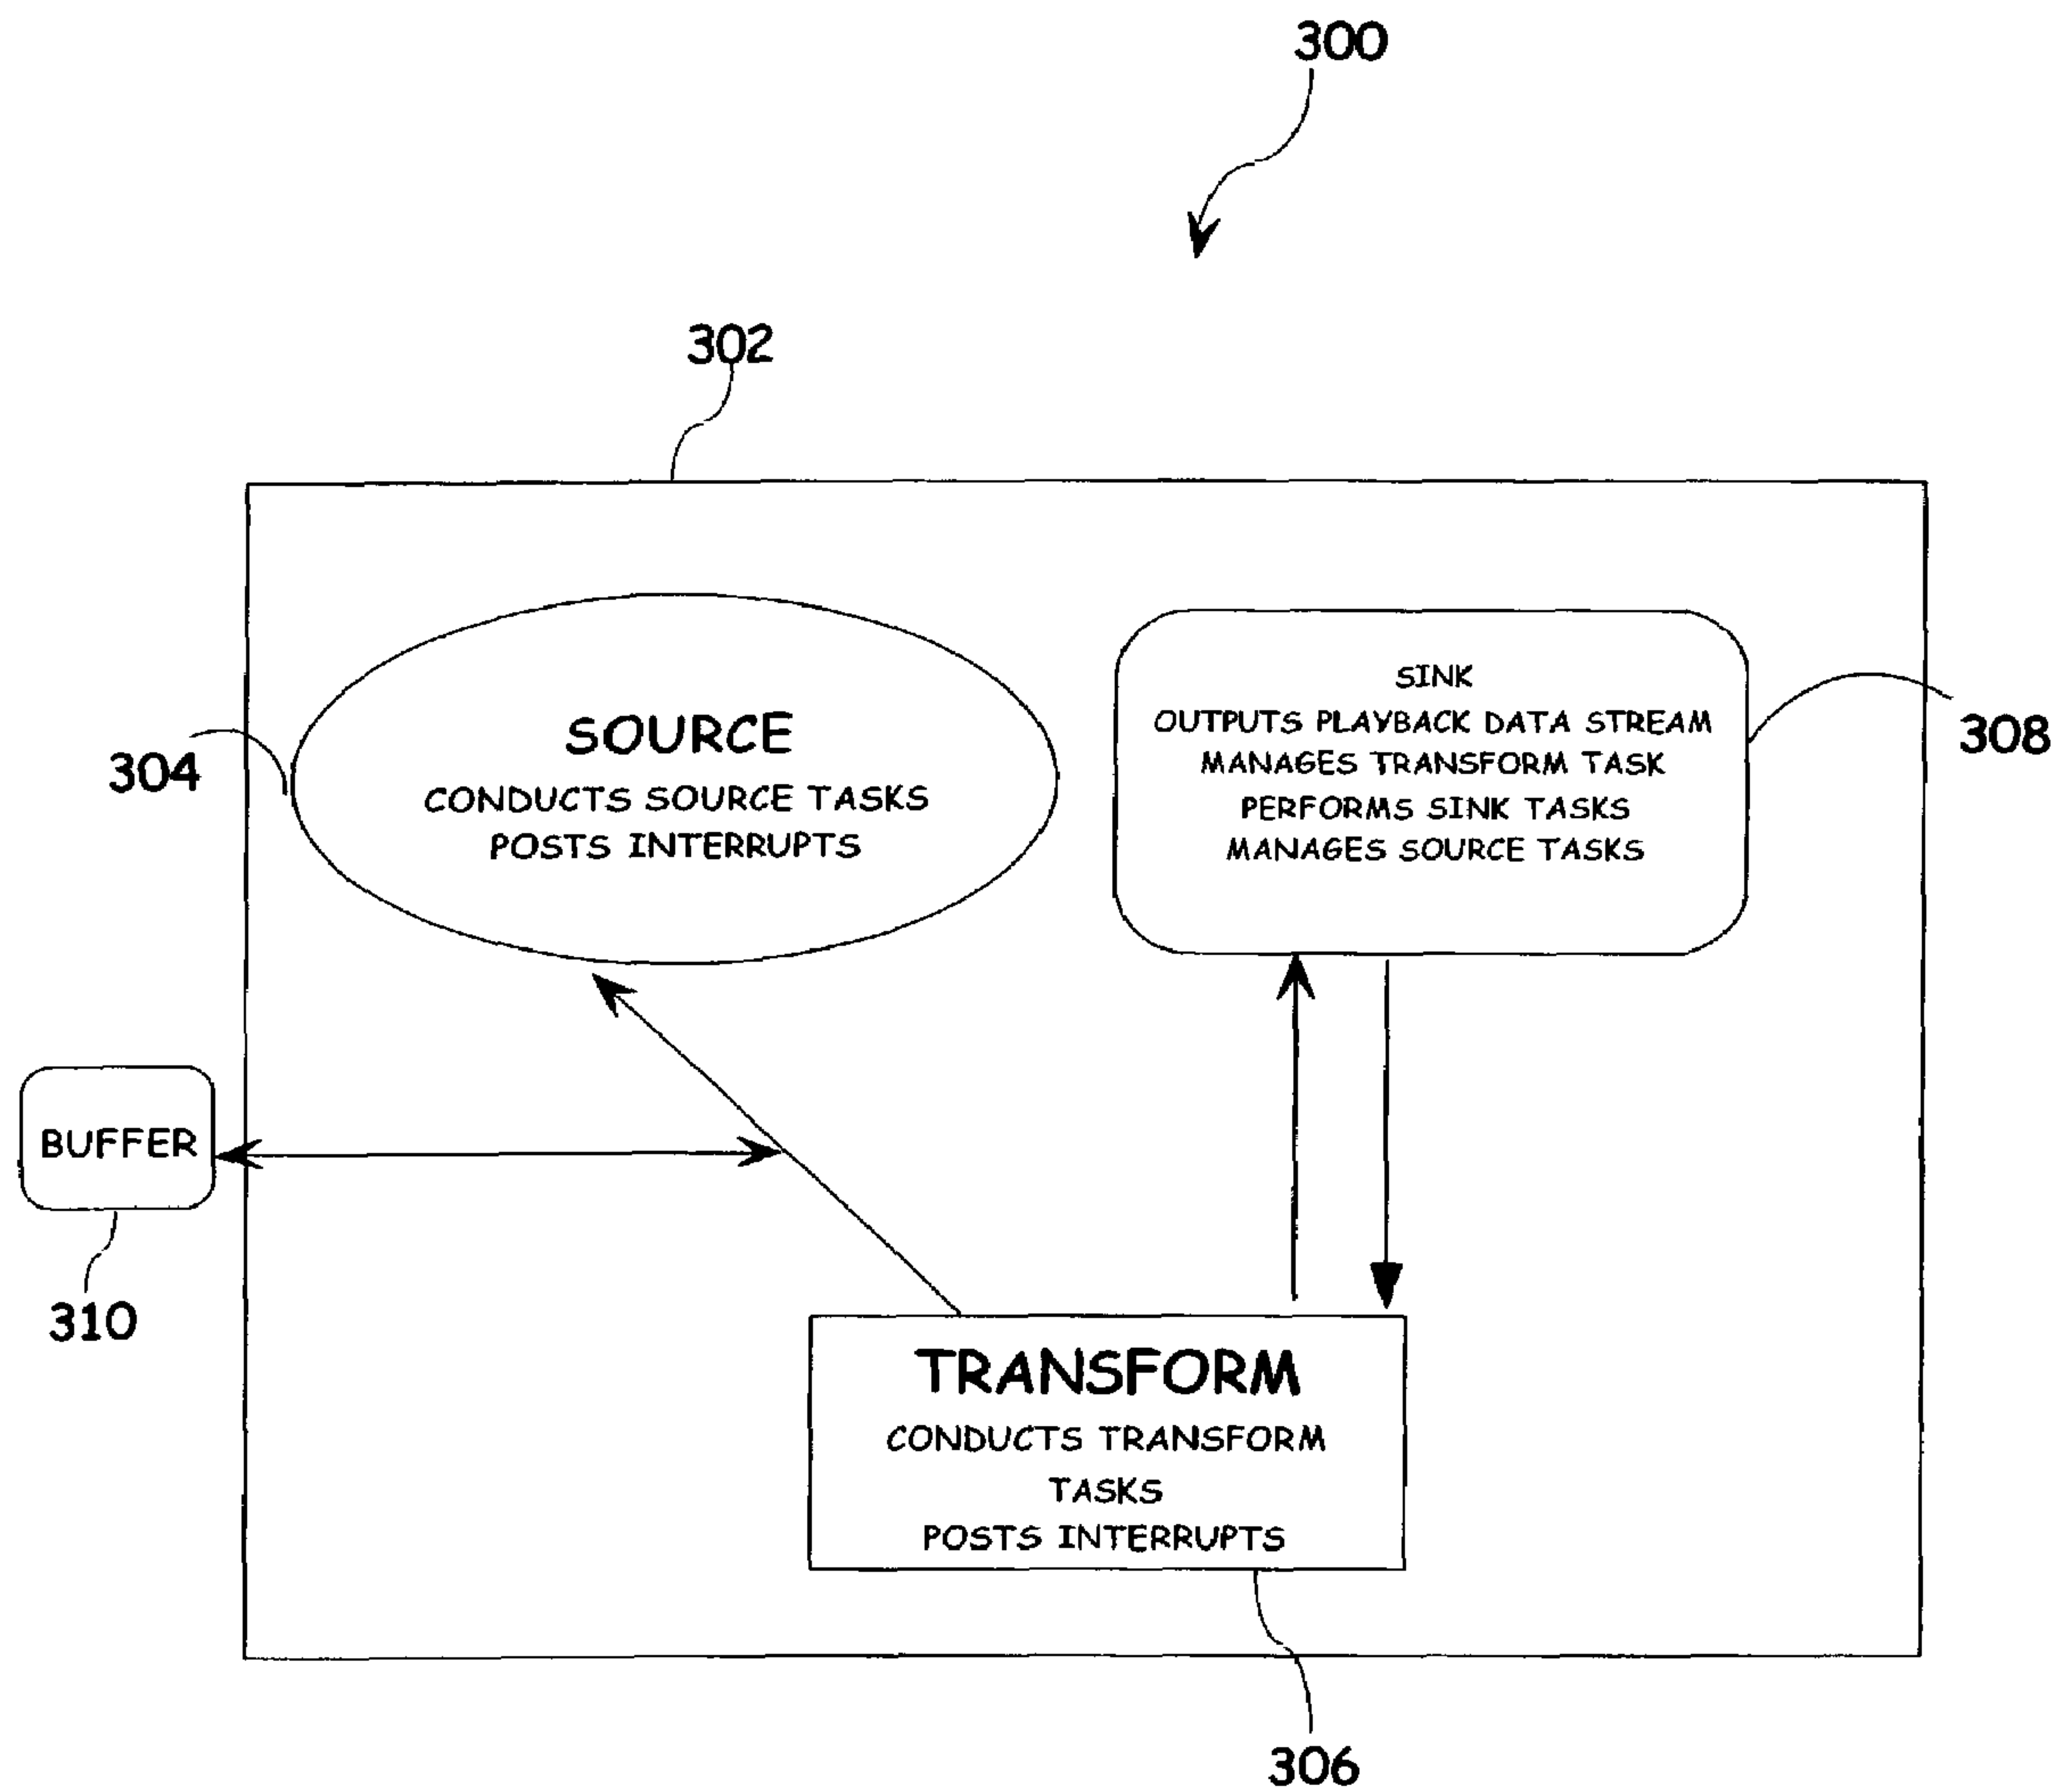 300
302
SOURCE
CONDUCTS SOURCE TASKS
POSTS INTERRUPTS
304
SINK
OUTPUTS PLAYBACK DATA STREAM
MANAGES TRANSFORM TASK
PERFORMS SINK TASKS
MANAGES SOURCE TASKS
308
BUFFER
310
TRANSFORM
CONDUCTS TRANSFORM
TASKS
POSTS INTERRUPTS
306